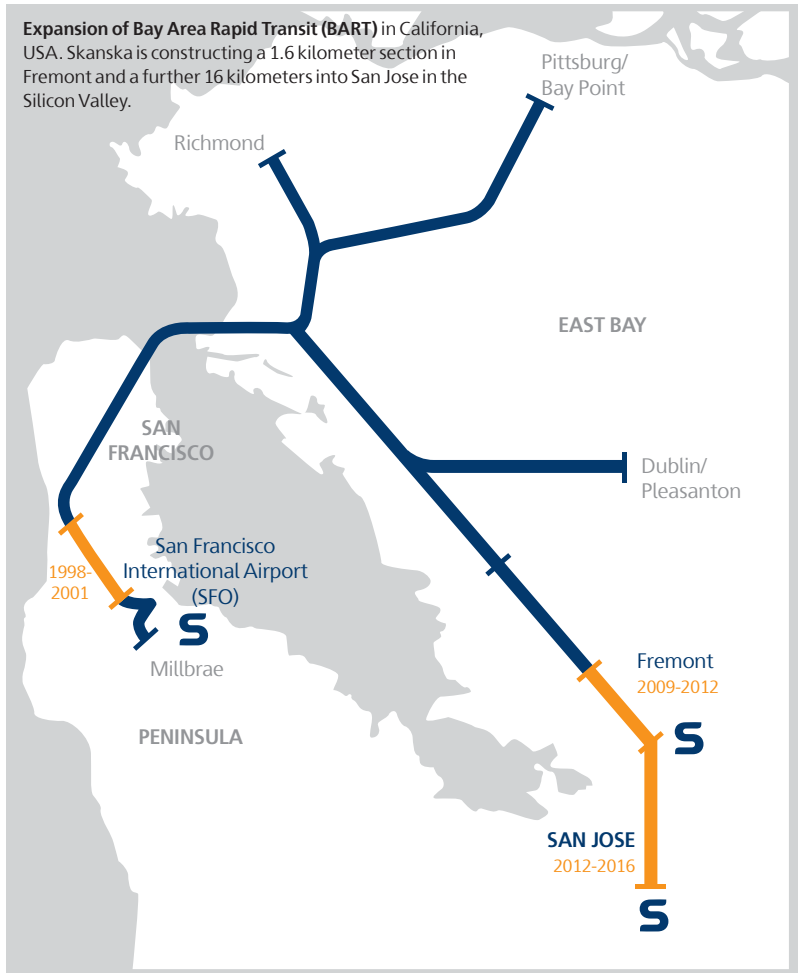 Expansion of Bay Area Rapid Transit (BART) in California,
USA. Skanska is constructing a 1.6 kilometer section in
Fremont and a further 16 kilometers into San Jose in the
Silicon Valley.
Pittsburg/
Bay Point
Richmond
EAST BAY
SAN
FRANCISCO
Dublin/
Pleasanton
San Francisco
International Airport
(SFO)
1998-
2001
S
Millbrae
Fremont
2009-2012
S
PENINSULA
SAN JOSE
2012-2016
S